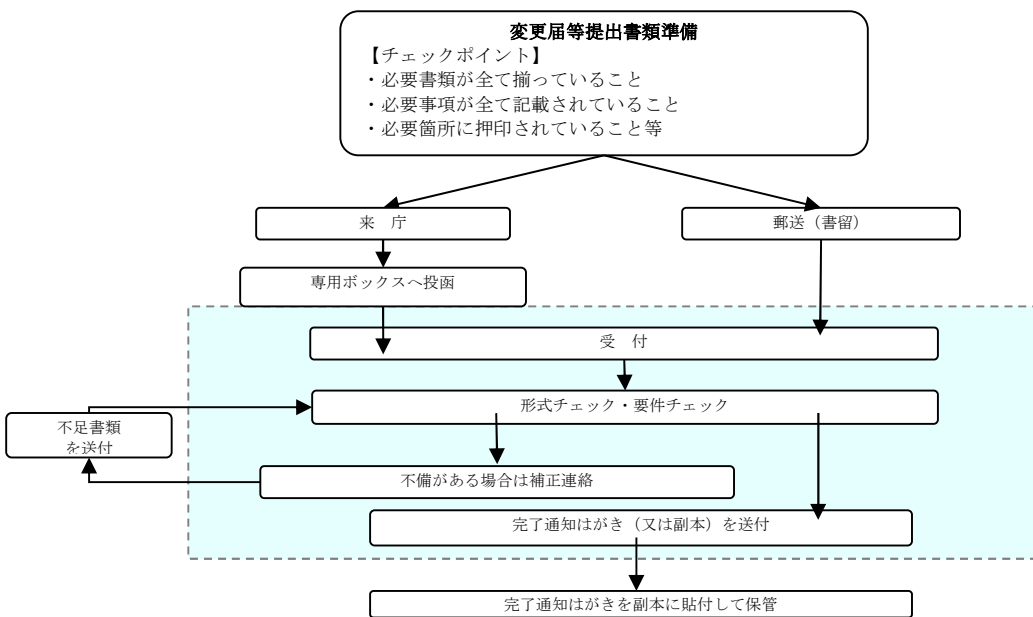 変更届等提出書類準備
【チェックポイント】
・必要書類が全て揃っていること
・必要事項が全て記載されていること
・必要箇所に押印されていること等
来　庁
郵送（書留）
専用ボックスへ投函
受　付
形式チェック・要件チェック
不足書類
を送付
不備がある場合は補正連絡
完了通知はがき（又は副本）を送付
完了通知はがきを副本に貼付して保管